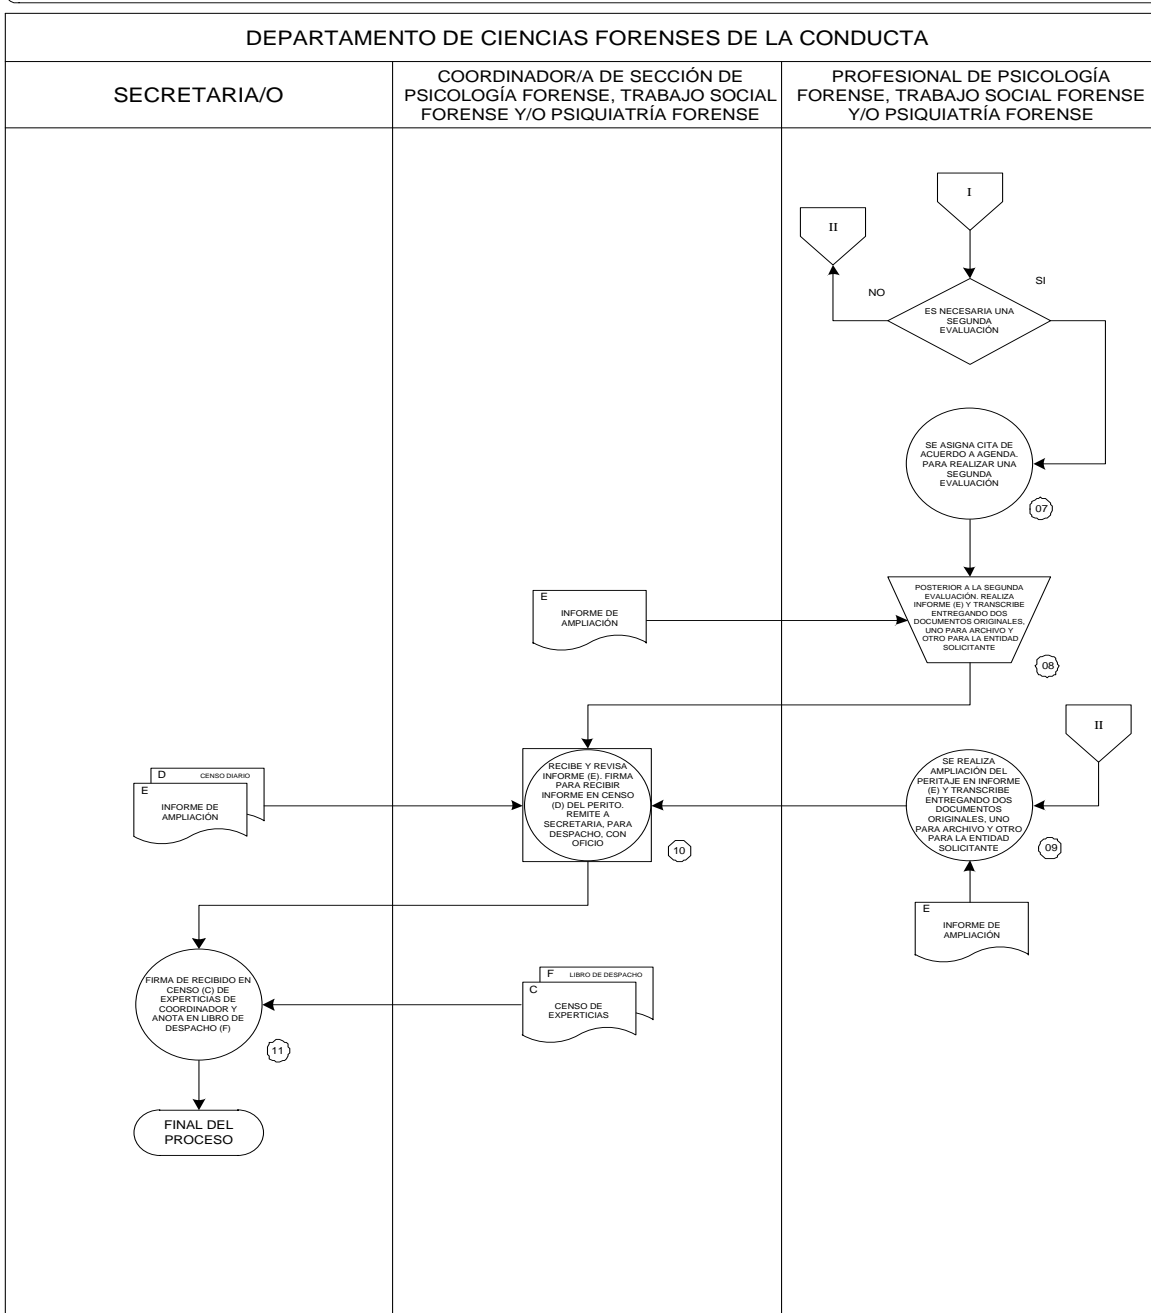 DEPARTAMENTO DE CIENCIAS FORENSES DE LA CONDUCTA
SECRETARIA/O
COORDINADOR/A DE SECCIÓN DE
PSICOLOGÍA FORENSE, TRABAJO SOCIAL
FORENSE Y/O PSIQUIATRÍA FORENSE
PROFESIONAL DE PSICOLOGÍA
FORENSE, TRABAJO SOCIAL FORENSE
Y/O PSIQUIATRÍA FORENSE
I
II
NO
SI
ES NECESARIA UNA
SEGUNDA
EVALUACIÓN
SE ASIGNA CITA DE
ACUERDO A AGENDA.
PARA REALIZAR UNA
SEGUNDA
EVALUACIÓN
07
E
INFORME DE
AMPLIACIÓN
POSTERIOR A LA SEGUNDA
EVALUACIÓN. REALIZA
INFORME (E) Y TRANSCRIBE
ENTREGANDO DOS
DOCUMENTOS ORIGINALES,
UNO PARA ARCHIVO Y
OTRO PARA LA ENTIDAD
SOLICITANTE
08
II
D
CENSO DIARIO
E
INFORME DE
AMPLIACIÓN
RECIBE Y REVISA
INFORME (E). FIRMA
PARA RECIBIR
INFORME EN CENSO
(D) DEL PERITO.
REMITE A
SECRETARIA, PARA
DESPACHO, CON
OFICIO
10
SE REALIZA
AMPLIACIÓN DEL
PERITAJE EN INFORME
(E) Y TRANSCRIBE
ENTREGANDO DOS
DOCUMENTOS
ORIGINALES, UNO
PARA ARCHIVO Y OTRO
PARA LA ENTIDAD
SOLICITANTE
09
E
INFORME DE
AMPLIACIÓN
FIRMA DE RECIBIDO EN
CENSO (C) DE
EXPERTICIAS DE
COORDINADOR Y
ANOTA EN LIBRO DE
DESPACHO (F)
11
F
LIBRO DE DESPACHO
C
CENSO DE
EXPERTICIAS
FINAL DEL
PROCESO